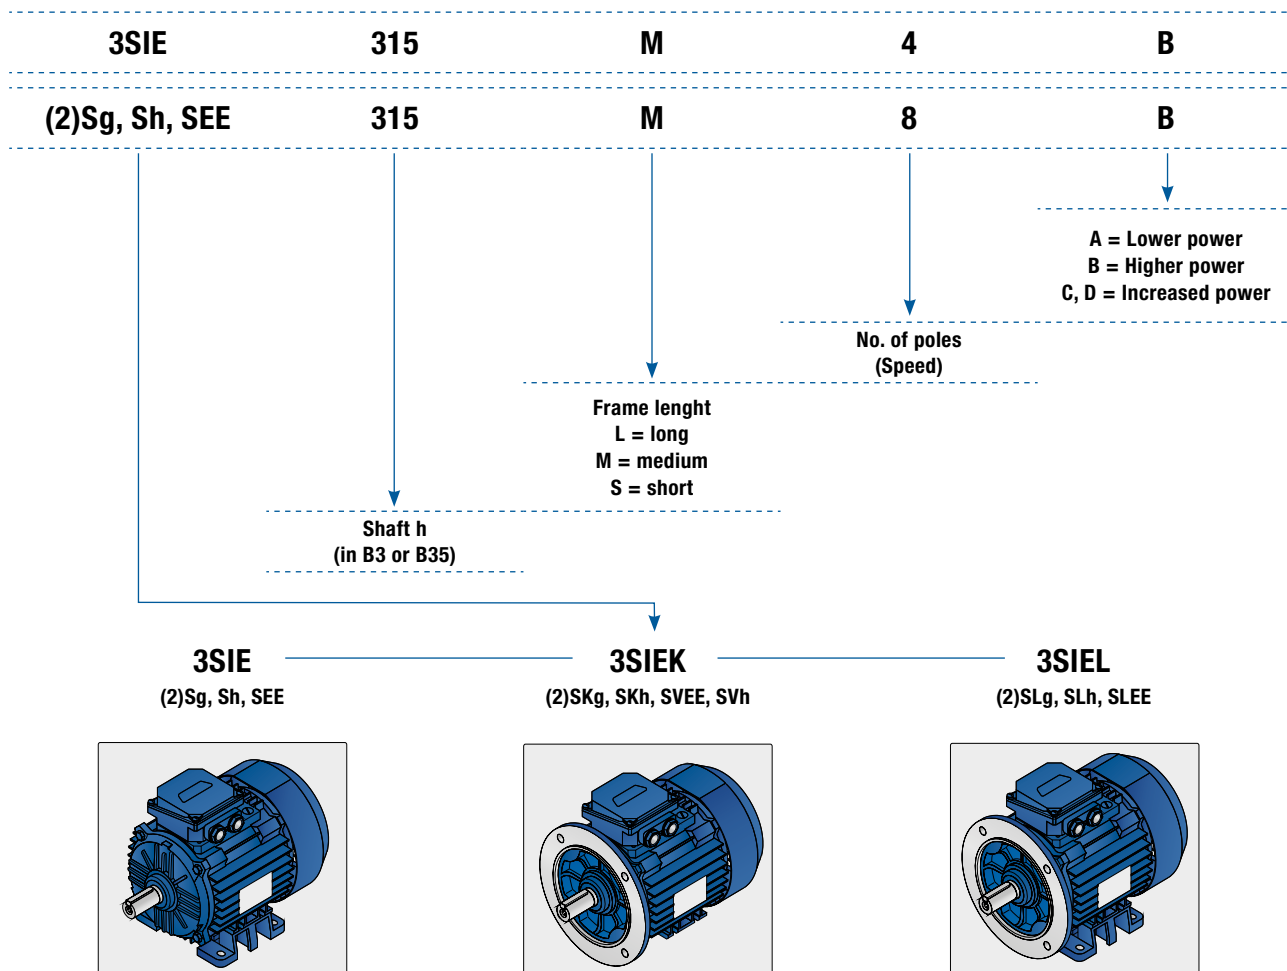 3SIE 315 M 4 B
(2)Sg, Sh, SEE 315 M 8 B
A = Lower power
B = Higher power
C, D = Increased power
No. of poles
(Speed)
Frame lenght
L = long
M = medium
S = short
Shaft h
(in B3 or B35)
3SIE 3SIEK 3SIEL
(2)Sg, Sh, SEE (2)SKg, SKh, SVEE, SVh (2)SLg, SLh, SLEE